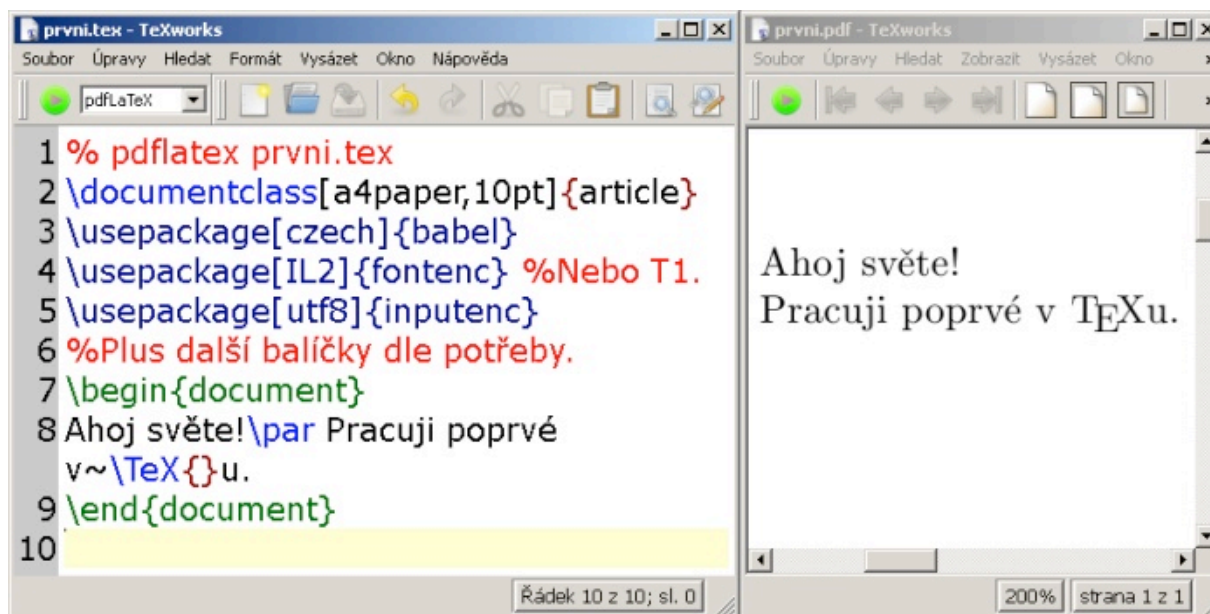 prvni.tex - TeXworks
Soubor Úpravy Hledat Formát Vysázet Okno Nápověda
pdfLaTeX
1 % pdflatex prvni.tex
2 \documentclass[a4paper,10pt]{article}
3 \usepackage[czech]{babel}
4 \usepackage[IL2]{fontenc} %Nebo T1.
5 \usepackage[utf8]{inputenc}
6 %Plus další balíčky dle potřeby.
7 \begin{document}
8 Ahoj světe!\par Pracuji poprvé
v~\TeX{}u.
9 \end{document}
10
Řádek 10 z 10; sl. 0
prvni.pdf - TeXworks
Soubor Úpravy Hledat Zobrazit Vysázet Okno
Ahoj světe!
Pracuji poprvé v TEXu.
200% strana 1 z 1